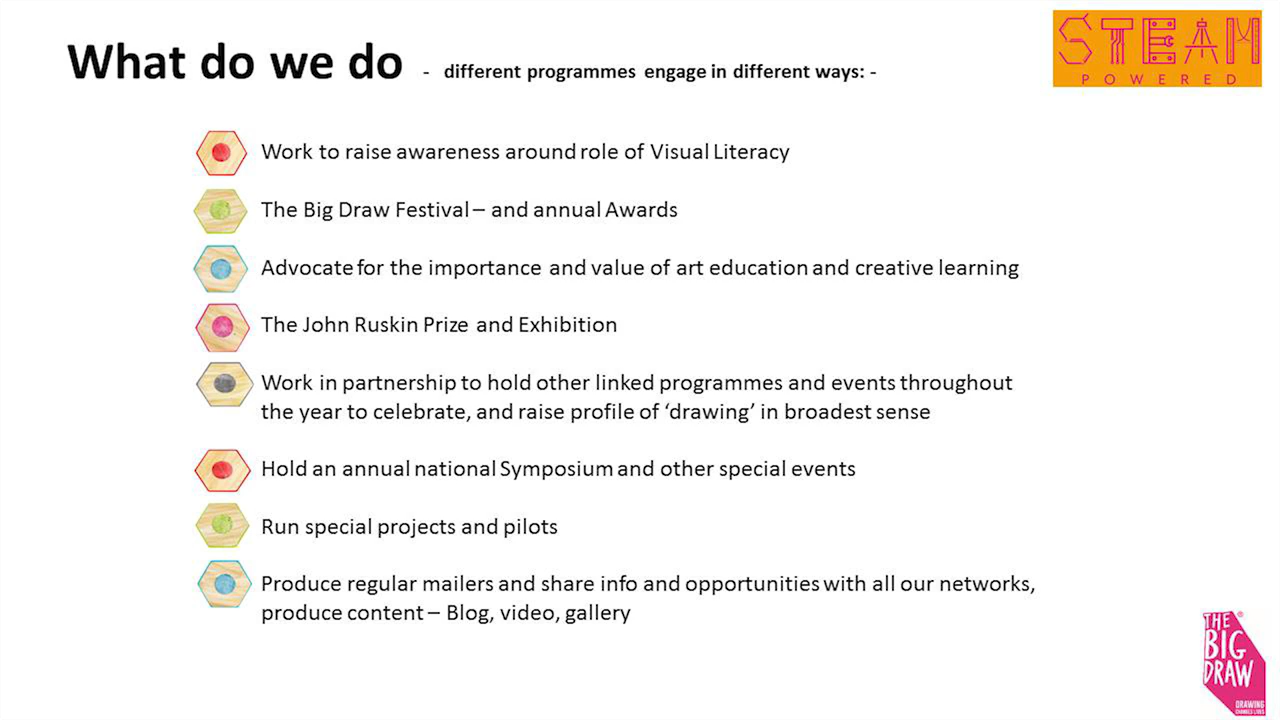 What do we do - different programmes engage in different ways: -
STEAM
POWERED
Work to raise awareness around role of Visual Literacy
The Big Draw Festival – and annual Awards
Advocate for the importance and value of art education and creative learning
The John Ruskin Prize and Exhibition
Work in partnership to hold other linked programmes and events throughout
the year to celebrate, and raise profile of ‘drawing’ in broadest sense
Hold an annual national Symposium and other special events
Run special projects and pilots
Produce regular mailers and share info and opportunities with all our networks,
produce content – Blog, video, gallery
THE
BIG
DRAW
DRAWING
CHANGES LIVES